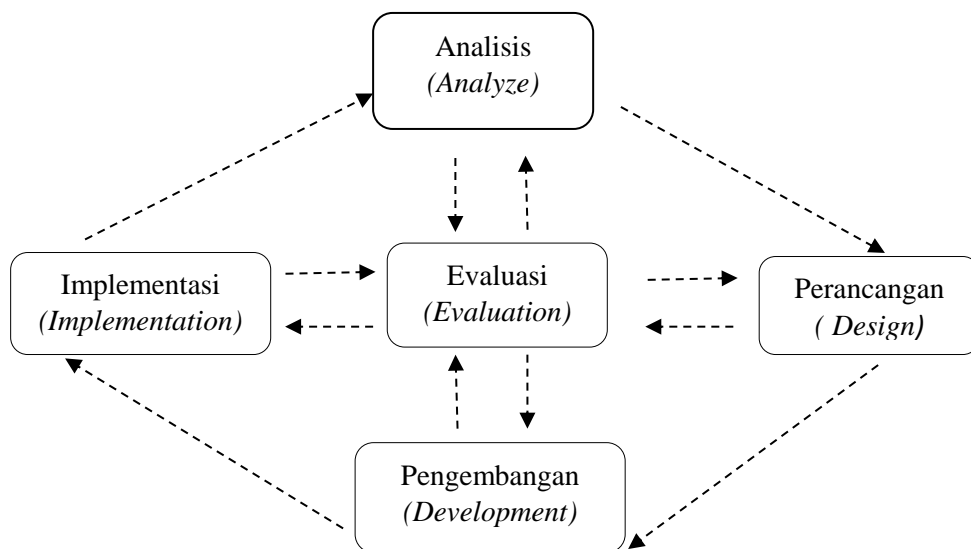 Analisis
(Analyze)
Implementasi
(Implementation)
Evaluasi
(Evaluation)
Perancangan
( Design)
Pengembangan
(Development)